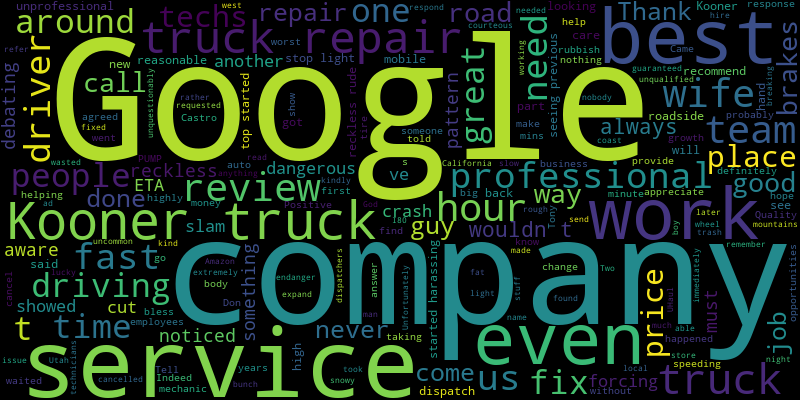 unprofessional
around
techs
truck repair
repair
one
road
looking
Kooner
response
west
needed
respond
Thank
hire
help
worst
mobile
care
rubbish
Came
nothing
courteous
best
debating
driver
new
call
reasonable
another
stop light
refer
Google
pattern
great
working
need
seeing previous
guaranteed
unqualified
recommend
hand
breaking
brakes
wife
agreed
fixed
went
unquestionably
rather
requested
Castro
top started
show
got
reckless rude
tire
someone
told
part
make
mins
roadside
nobody
always
team
probably
growth
California
slow
coast
wasted
PUMP
people
reckless
auto
read
anything
dangerous
s
ve
business
provide
will
definitely
place
ETA
kindly
first
review
professional
good
hope
see
helping
ad
done
highly
money
Positive
God
big back
way
minute
appreciate
Kooner truck
slam
find
crash
I80
hour
guy
rough
wouldn't
Tony
send
boy
work
later
wheel
trash
Quality
mountains
aware
uncommon
kind
fast
go
said
bless
Amazon
extremely
lucky
body
something
endanger
expand
company
dispatchers
answer
man
Unfortunately
started harassing
know
made
fat
light
stuff
change
found
Two
price
remember
must
immediately
opportunities
cancel
driving
showed
cut
Don
t
time
employees
noticed
never
taking
name
even
much
able
happened
store
speeding
job
night
issue
Utah
waited
technicians
service
cancelled
Tell
Indeed
mechanic
years
bunch
high
snowy
took
come
dispatch
us
fix
local
forcing
without
truck